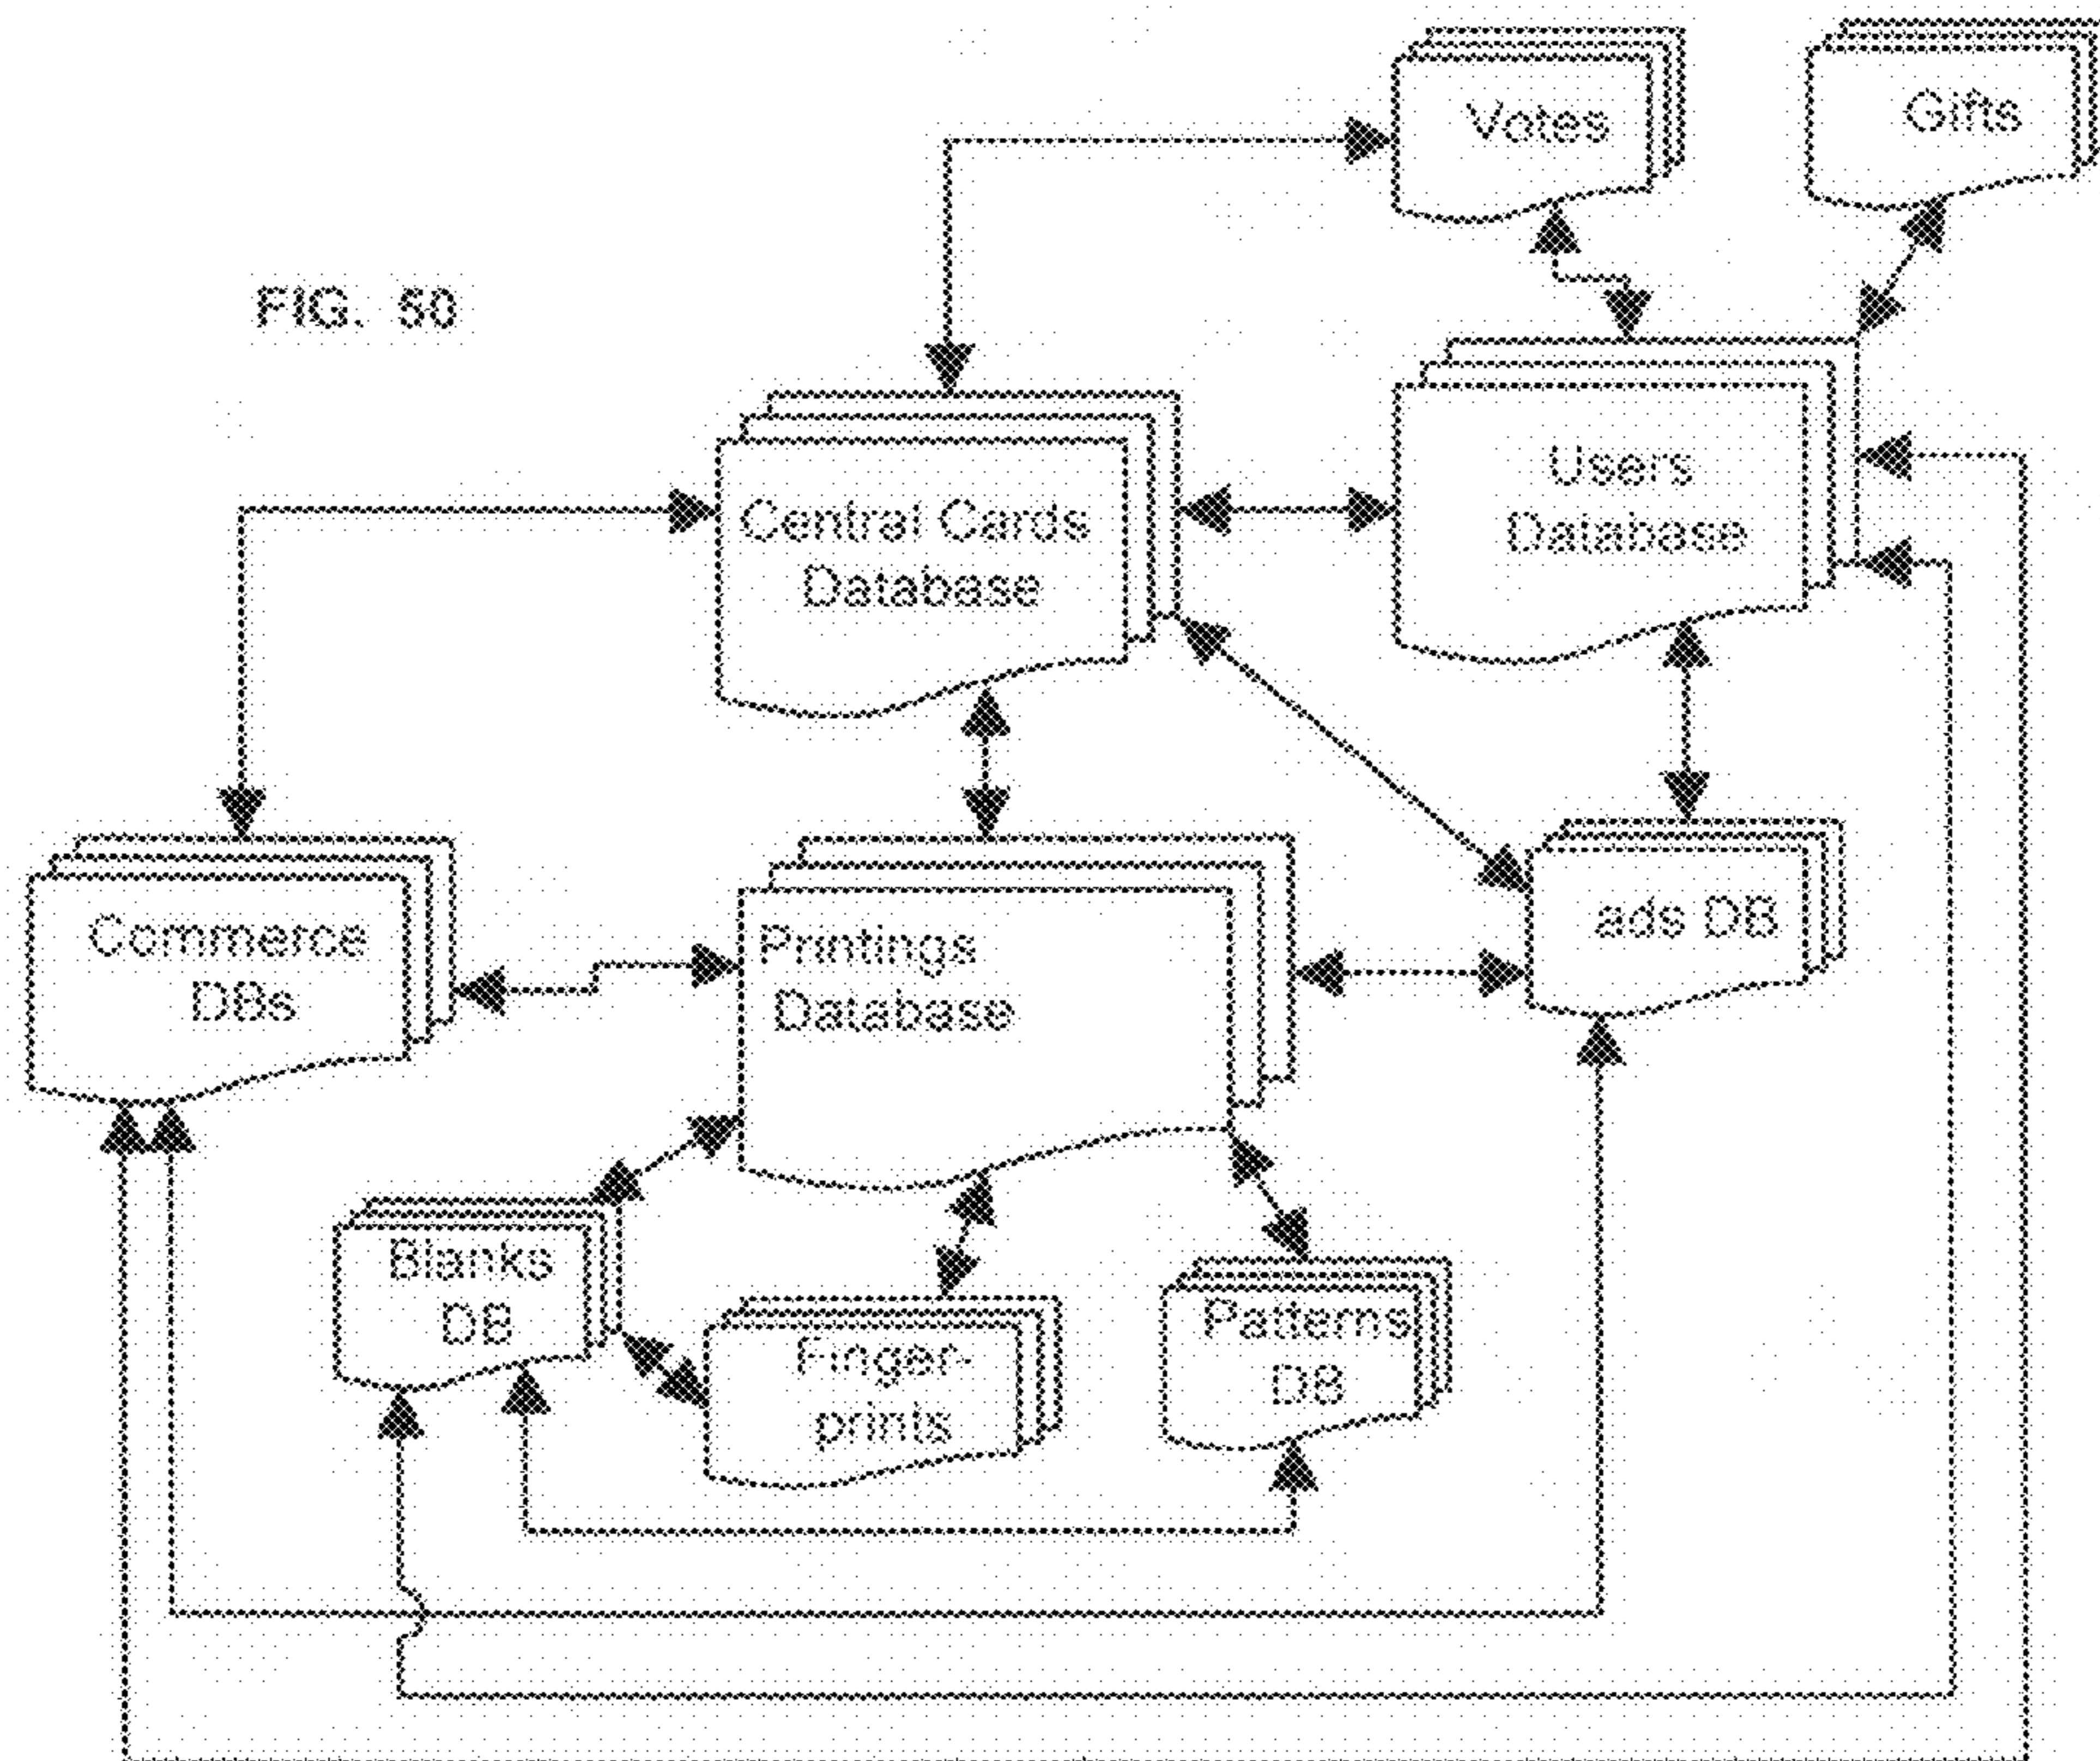 Votes
Gifts
FIG. 50
Users
Database
Central Cards
Database
Commerce
DBs
Printings
Database
ads DB
Blanks
DB
Finger-
prints
Patterns
DB